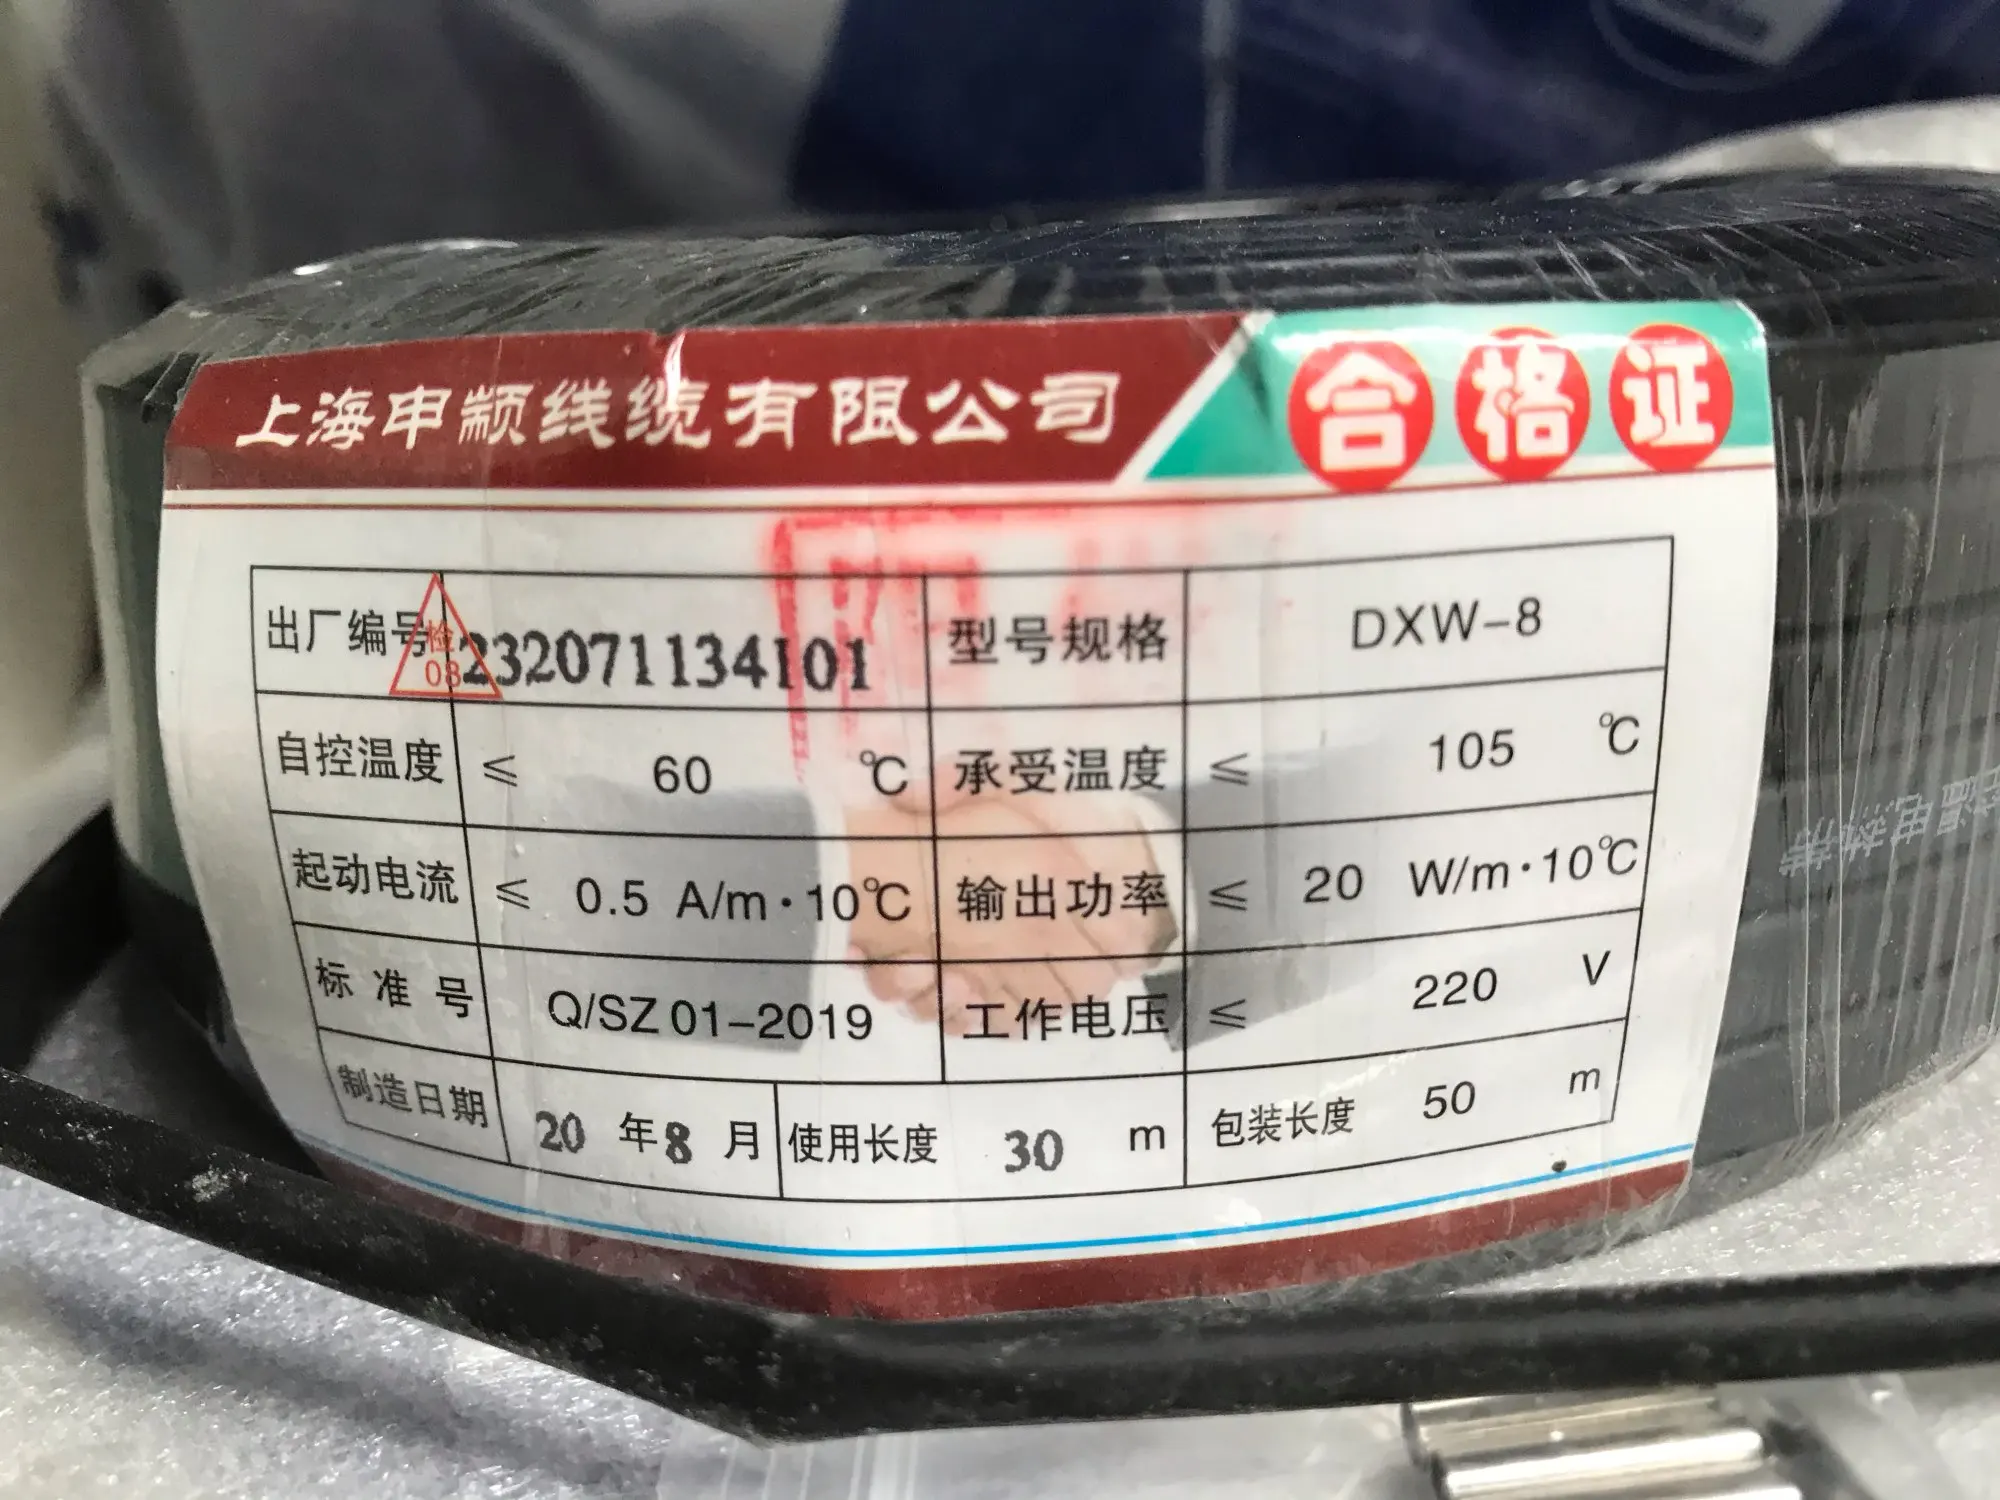 上海申颛线缆有限公司 合格证
出厂编号 232071134101 型号规格 DXW-8
检
08
自控温度 ≤ 60 ℃ 承受温度 ≤ 105 ℃
起动电流 ≤ 0.5 A/m·10℃ 输出功率 ≤ 20 W/m·10℃
标准号 Q/SZ 01-2019 工作电压 ≤ 220 V
制造日期 20 年 8 月 使用长度 30 m 包装长度 50 m
温电热带